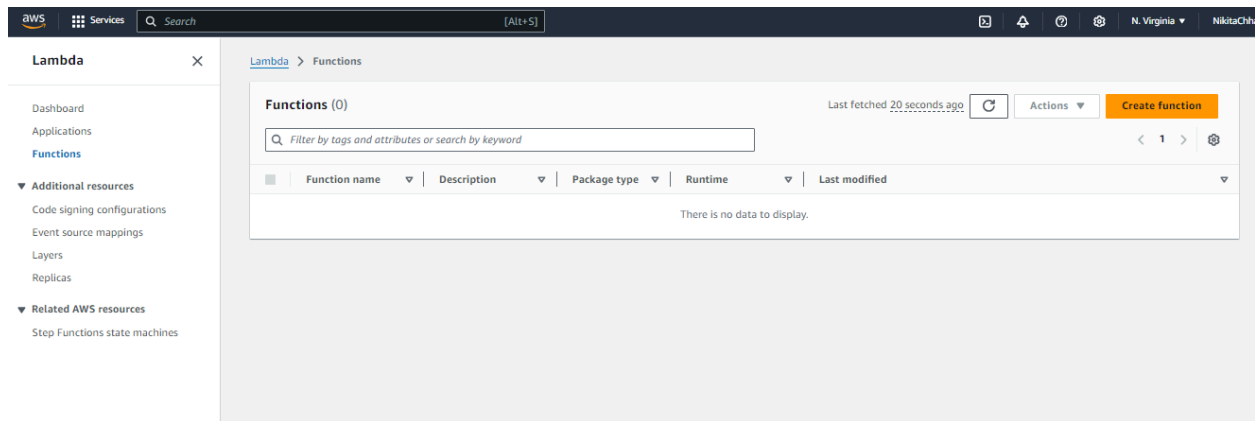 aws Services Search [Alt+S] N. Virginia
Lambda
Dashboard
Applications
Functions
Additional resources
Code signing configurations
Event source mappings
Layers
Replicas
Related AWS resources
Step Functions state machines
Lambda > Functions
Functions (0) Last fetched 20 seconds ago Actions Create function
Filter by tags and attributes or search by keyword < 1 >
Function name Description Package type Runtime Last modified
There is no data to display.